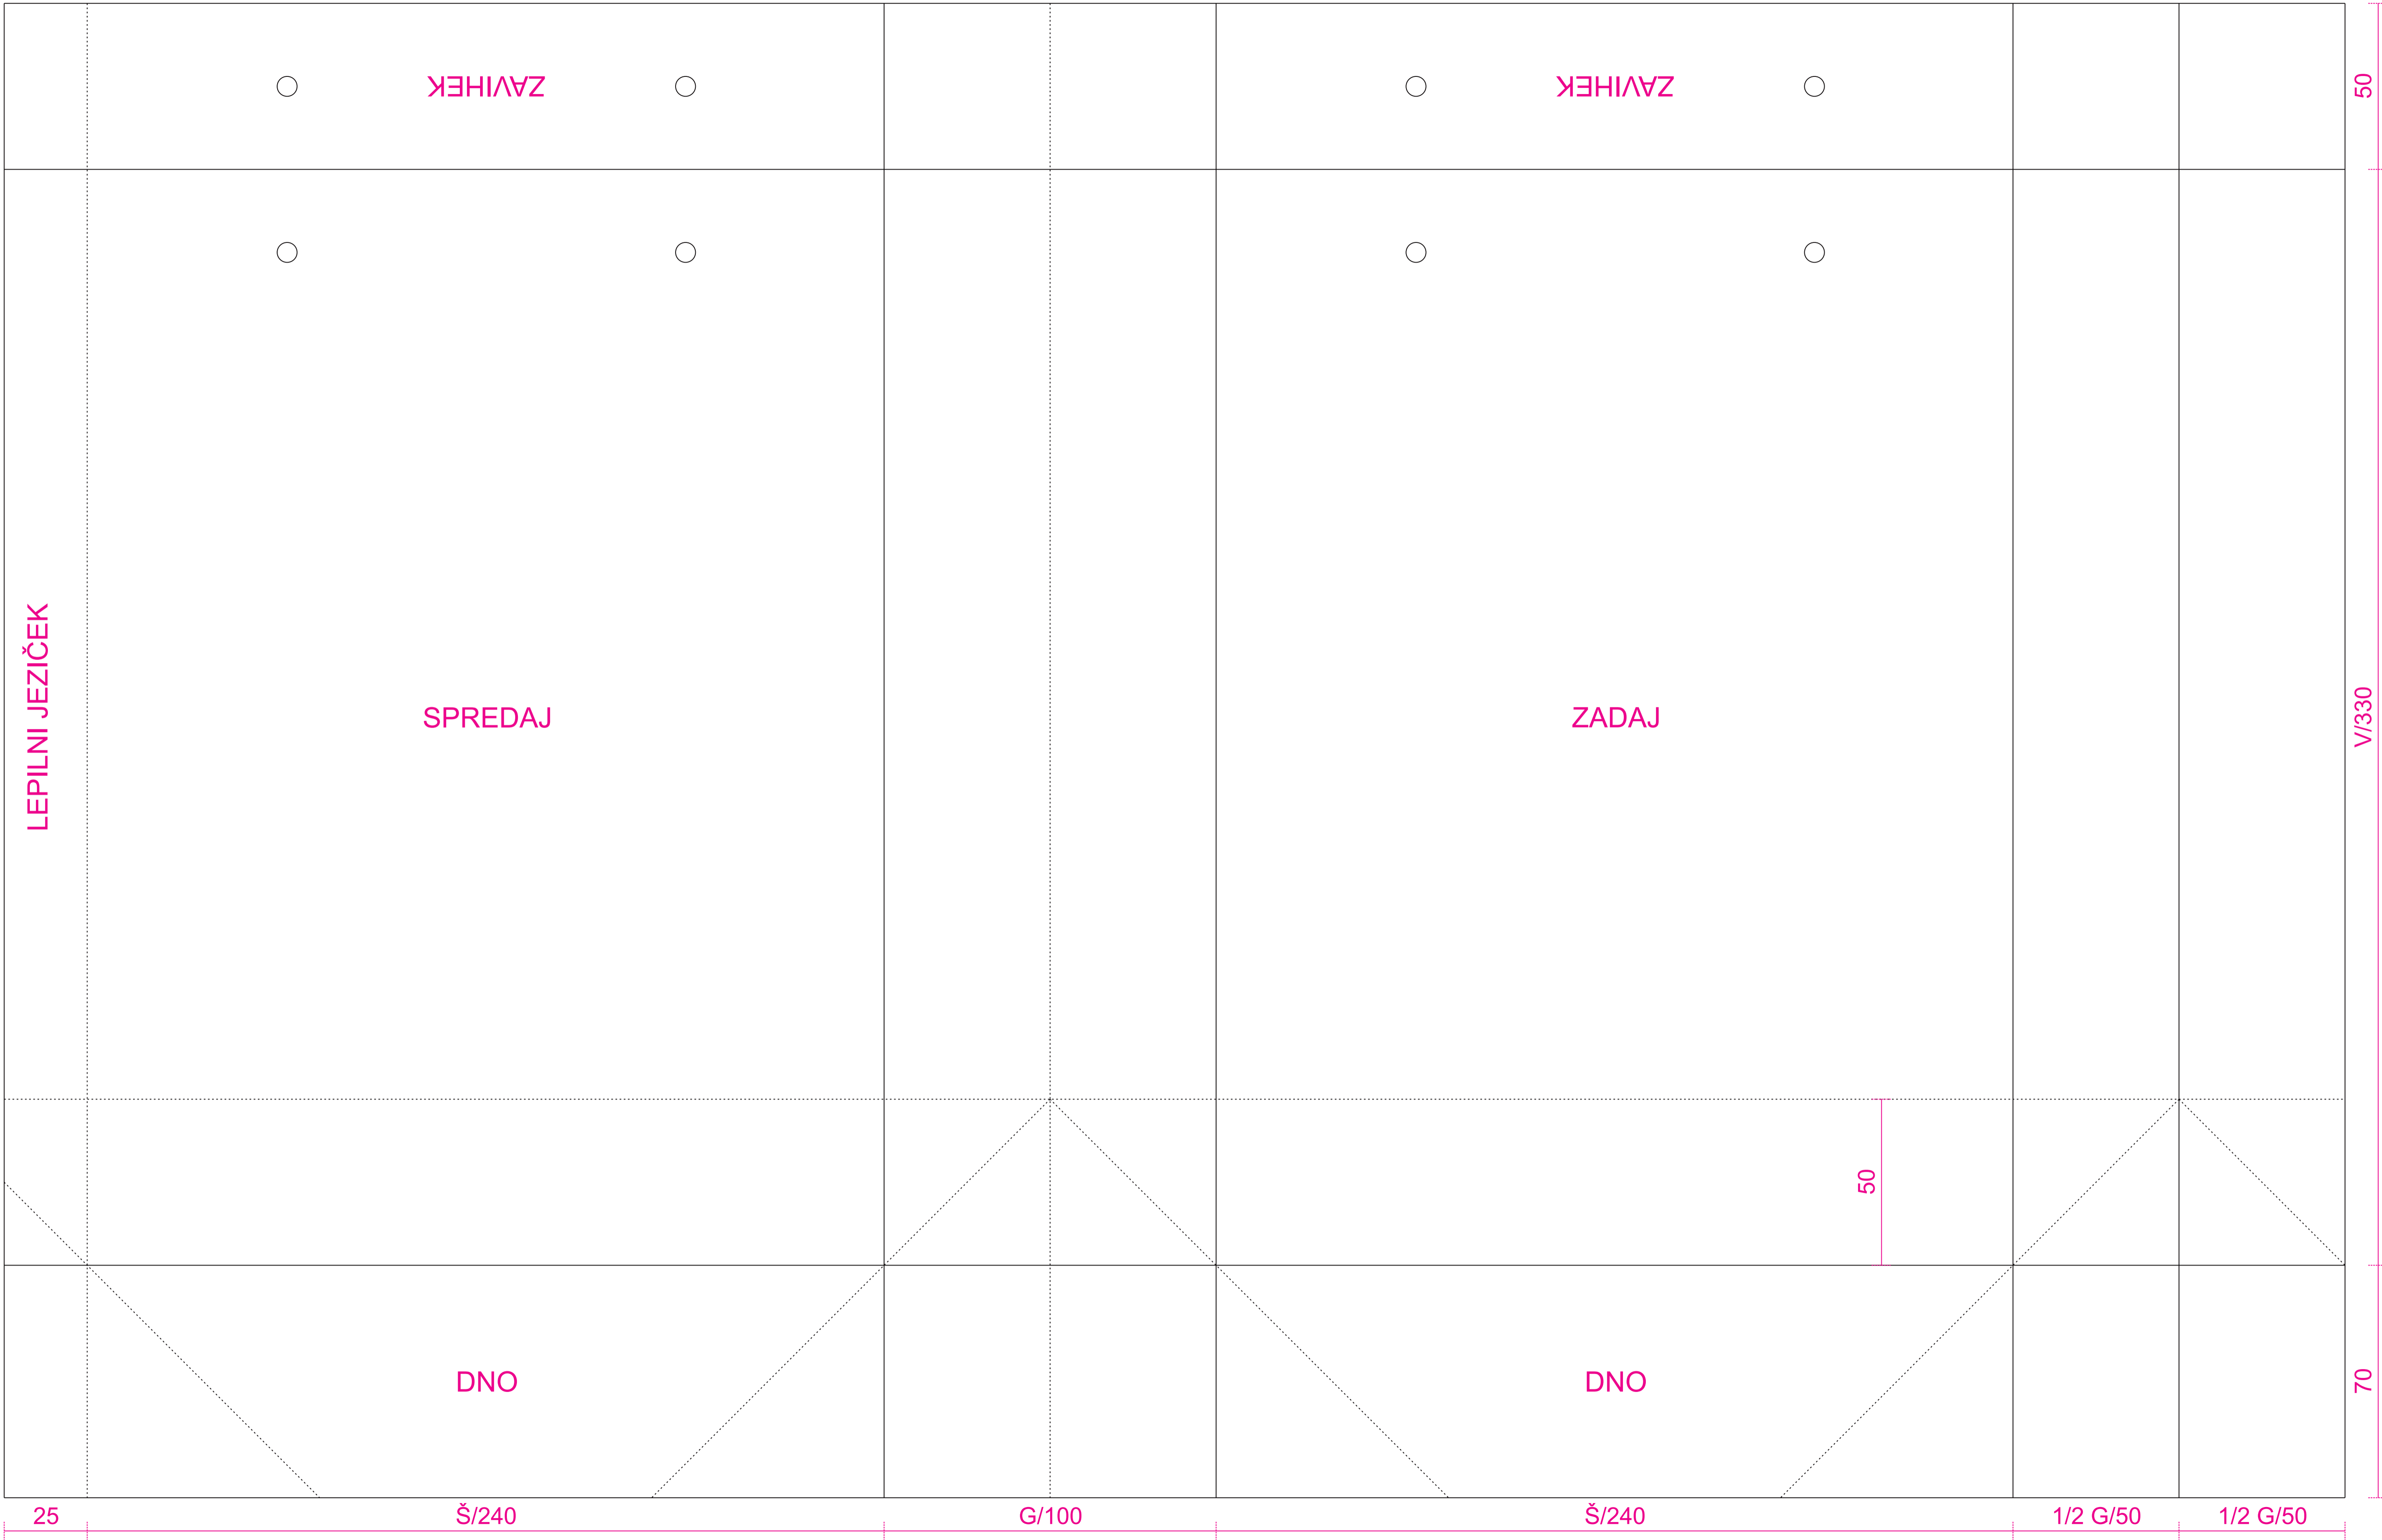 ZAVIHEK
ZAVIHEK
50
LEPILNI JEZIČEK
SPREDAJ
ZADAJ
V/330
50
DNO
DNO
70
25
Š/240
G/100
Š/240
1/2 G/50
1/2 G/50